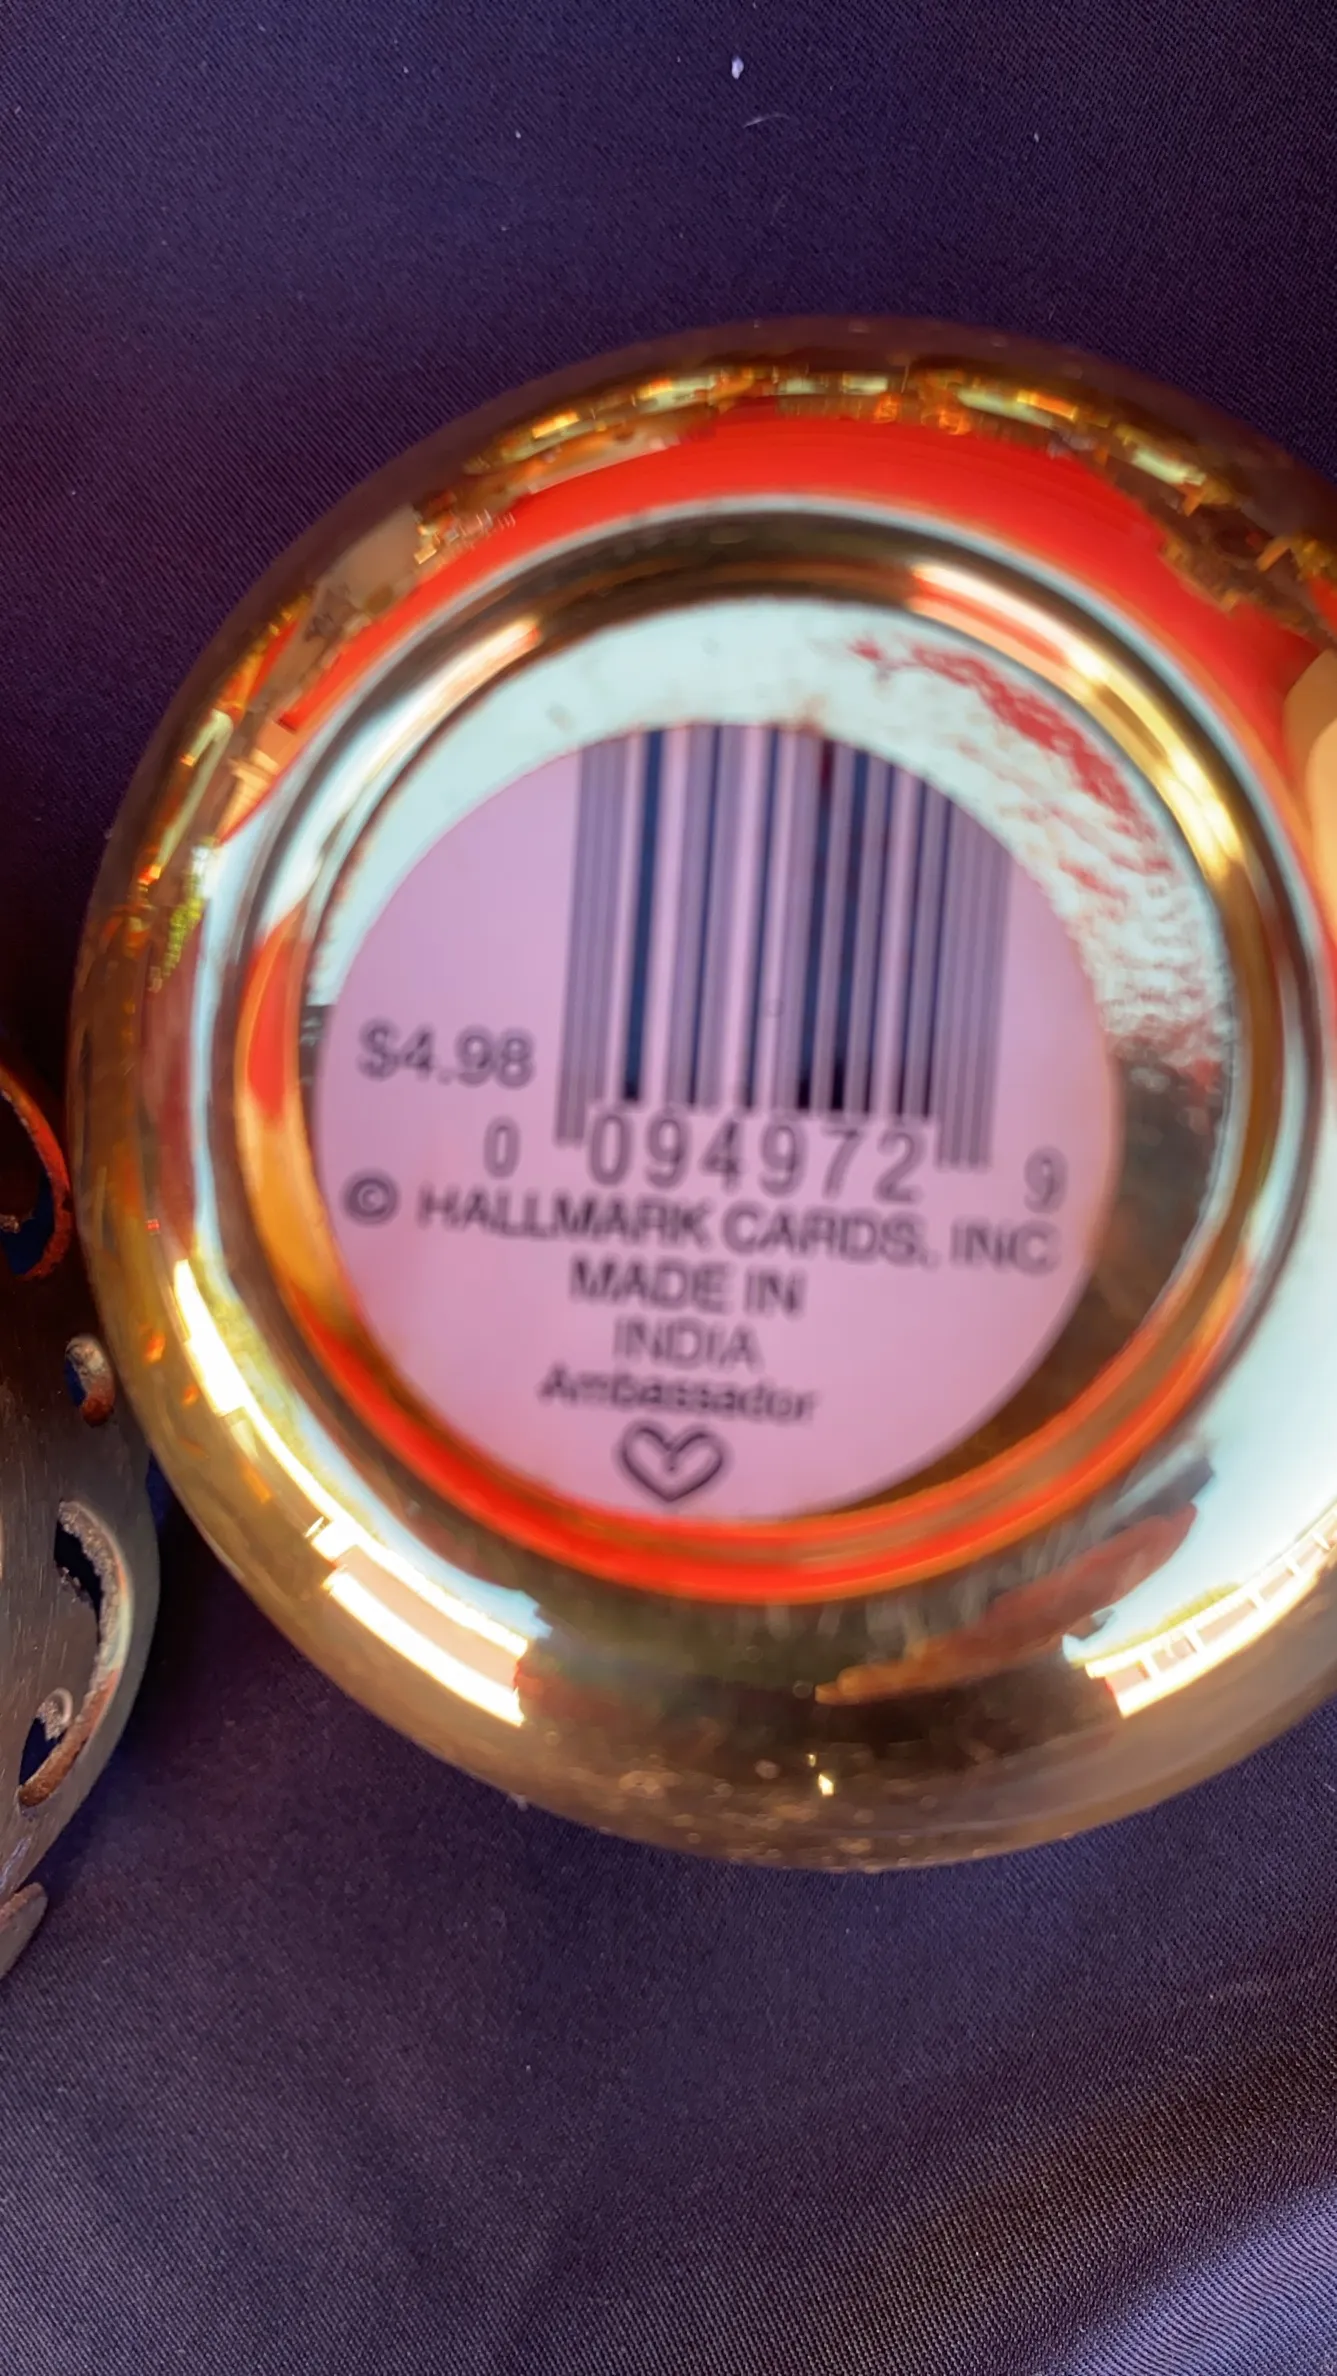 $4.98
0 094972 9
© HALLMARK CARDS, INC
MADE IN
INDIA
Ambassador